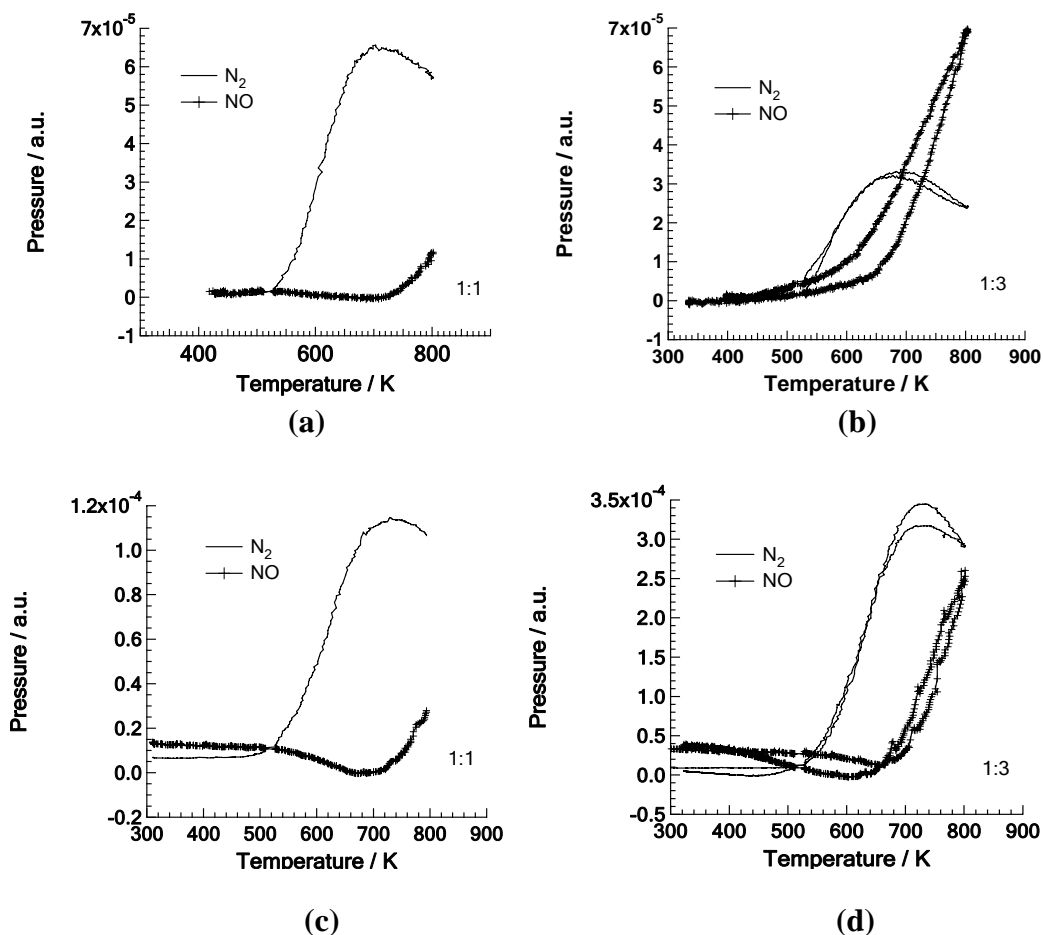 7x10⁻⁵
6
5
4
3
2
1
0
-1
Pressure / a.u.
N₂
NO
1:1
400
600
800
Temperature / K
(a)
7x10⁻⁵
6
5
4
3
2
1
0
-1
Pressure / a.u.
N₂
NO
1:3
300 400 500 600 700 800 900
Temperature / K
(b)
1.2x10⁻⁴
1.0
0.8
0.6
0.4
0.2
0.0
-0.2
Pressure / a.u.
N₂
NO
1:1
300 400 500 600 700 800 900
Temperature / K
(c)
3.5x10⁻⁴
3.0
2.5
2.0
1.5
1.0
0.5
0.0
-0.5
Pressure / a.u.
N₂
NO
1:3
300 400 500 600 700 800 900
Temperature / K
(d)